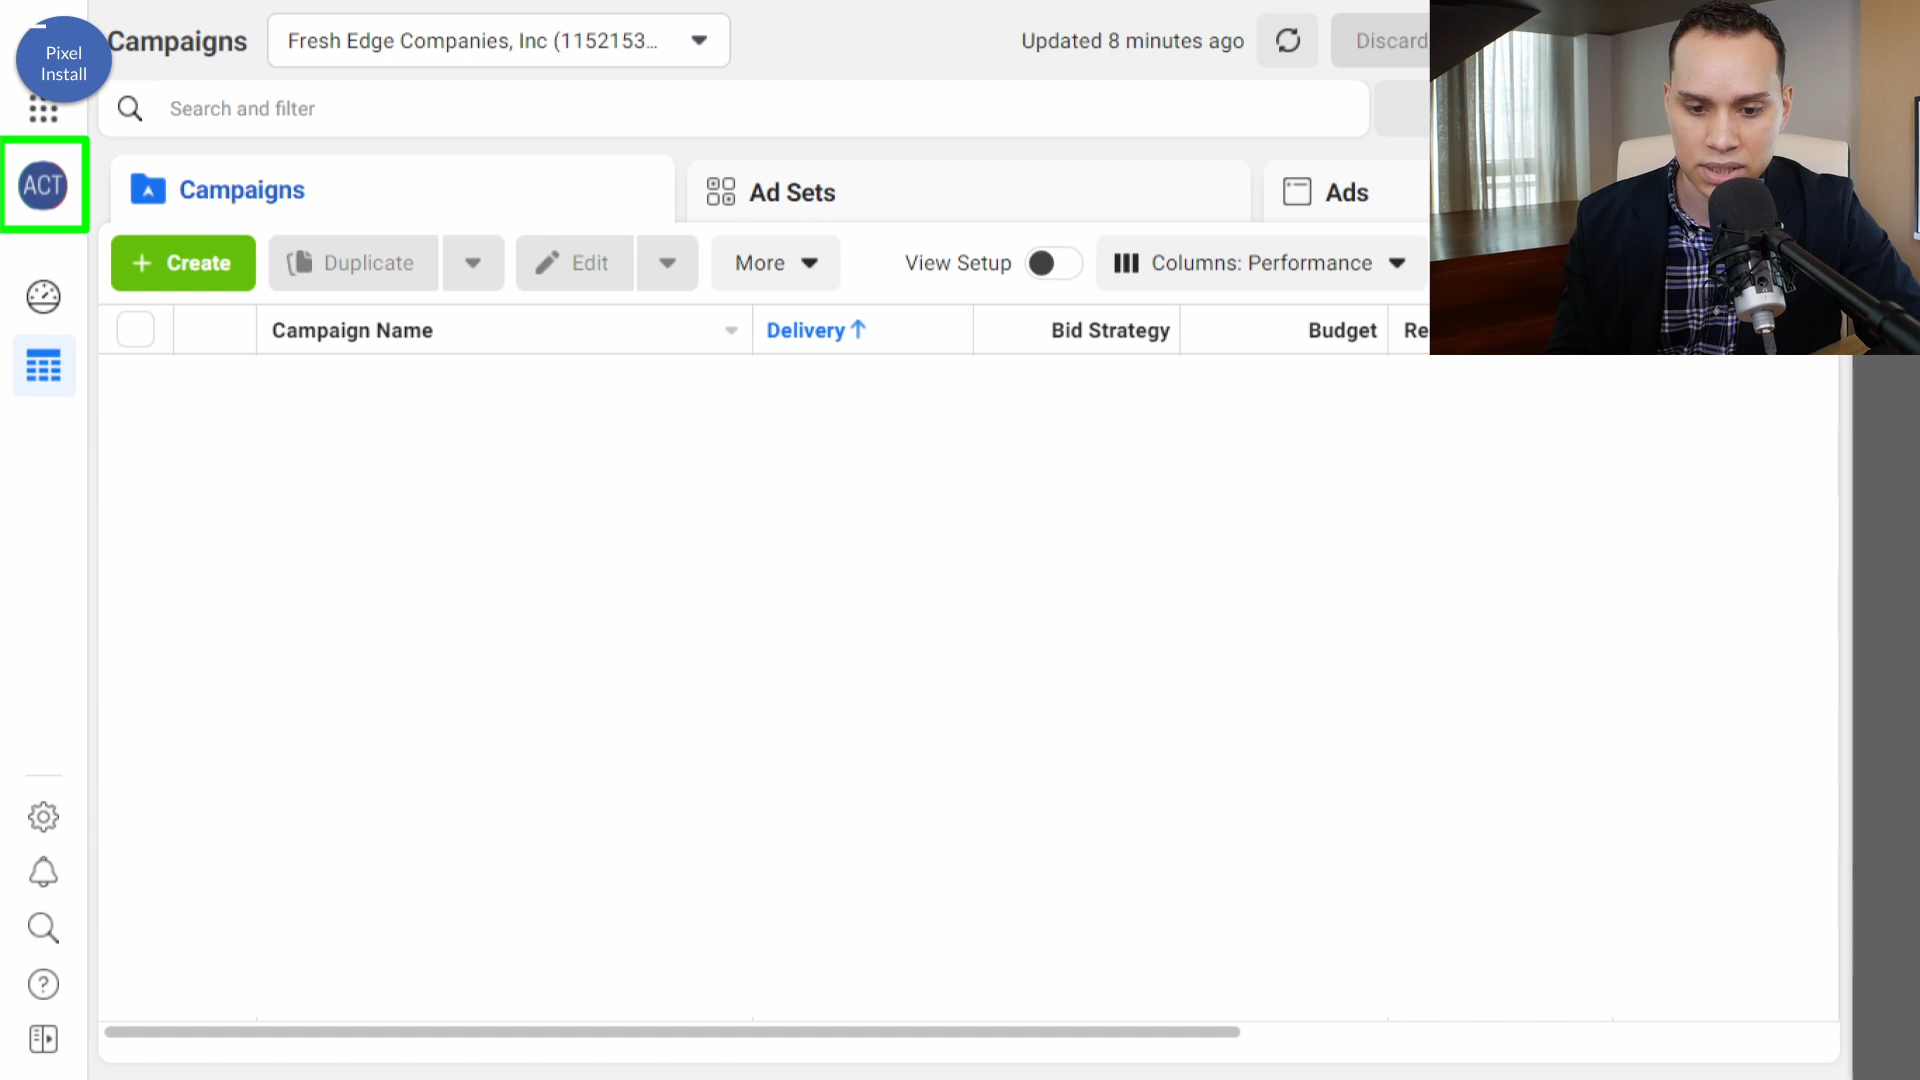 Pixel
Install
Campaigns
Fresh Edge Companies, Inc (1152153...
Updated 8 minutes ago
Discard
Search and filter
ACT
Campaigns
Ad Sets
Ads
+ Create
Duplicate
Edit
More
View Setup
Columns: Performance
Campaign Name
Delivery ↑
Bid Strategy
Budget
Re